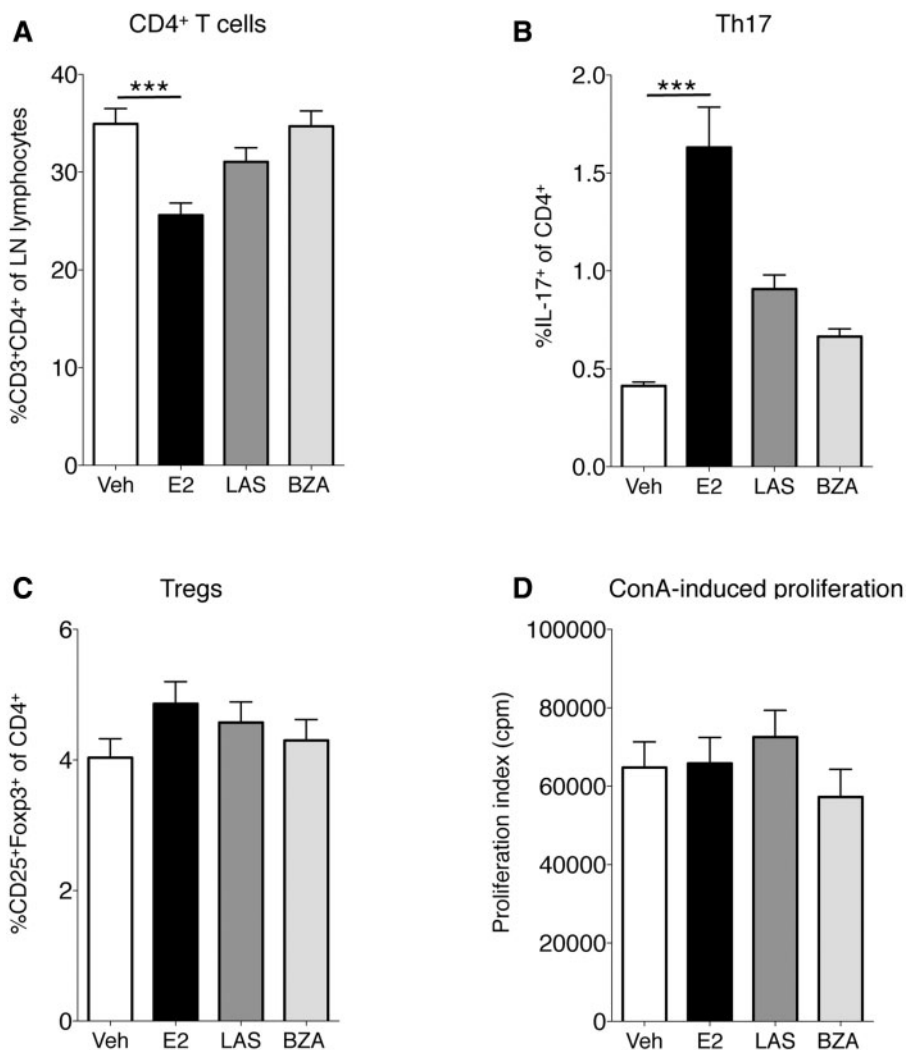 A
CD4⁺ T cells
%CD3⁺CD4⁺ of LN lymphocytes
40
30
20
10
0
***
Veh E2 LAS BZA
B
Th17
%IL-17⁺ of CD4⁺
2.0
1.5
1.0
0.5
0.0
***
Veh E2 LAS BZA
C
Tregs
%CD25⁺Foxp3⁺ of CD4⁺
6
4
2
0
Veh E2 LAS BZA
D
ConA-induced proliferation
Proliferation index (cpm)
100000
80000
60000
40000
20000
0
Veh E2 LAS BZA